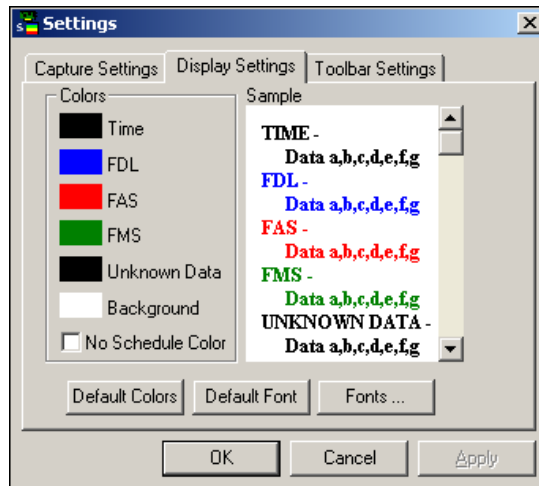 Settings
Capture Settings Display Settings Toolbar Settings
Colors
Time
FDL
FAS
FMS
Unknown Data
Background
No Schedule Color
Sample
TIME -
Data a,b,c,d,e,f,g
FDL -
Data a,b,c,d,e,f,g
FAS -
Data a,b,c,d,e,f,g
FMS -
Data a,b,c,d,e,f,g
UNKNOWN DATA -
Data a,b,c,d,e,f,g
Default Colors Default Font Fonts ...
OK Cancel Apply